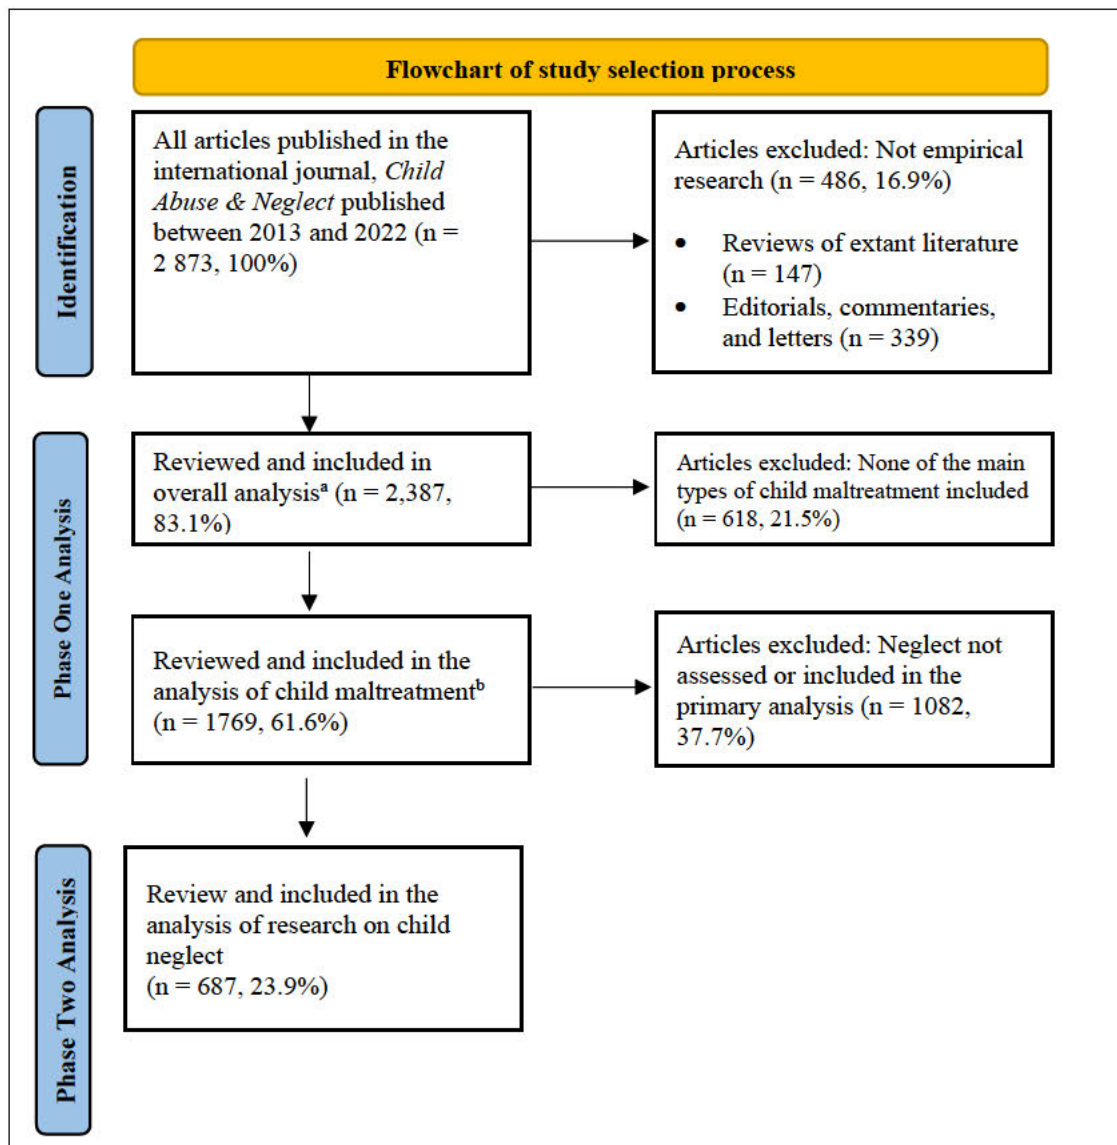 Flowchart of study selection process
Identification
All articles published in the
international journal, Child
Abuse & Neglect published
between 2013 and 2022 (n =
2 873, 100%)
Articles excluded: Not empirical
research (n = 486, 16.9%)
• Reviews of extant literature
(n = 147)
• Editorials, commentaries,
and letters (n = 339)
Phase One Analysis
Reviewed and included in
overall analysisᵃ (n = 2,387,
83.1%)
Articles excluded: None of the main
types of child maltreatment included
(n = 618, 21.5%)
Reviewed and included in the
analysis of child maltreatmentᵇ
(n = 1769, 61.6%)
Articles excluded: Neglect not
assessed or included in the
primary analysis (n = 1082,
37.7%)
Phase Two Analysis
Review and included in the
analysis of research on child
neglect
(n = 687, 23.9%)